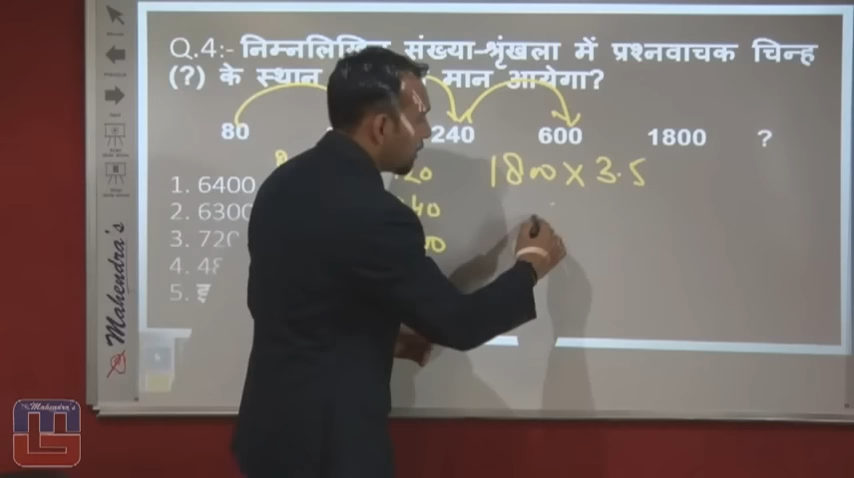 Q.4:- निम्नलिखित संख्या-श्रृंखला में प्रश्नवाचक चिन्ह
(?) के स्थान मान आयेगा?
80 240 600 1800 ?
1800 x 3.5
1. 6400
2. 6300
3. 720
4. 48
5. इ
Mahendra's
Mahendra's